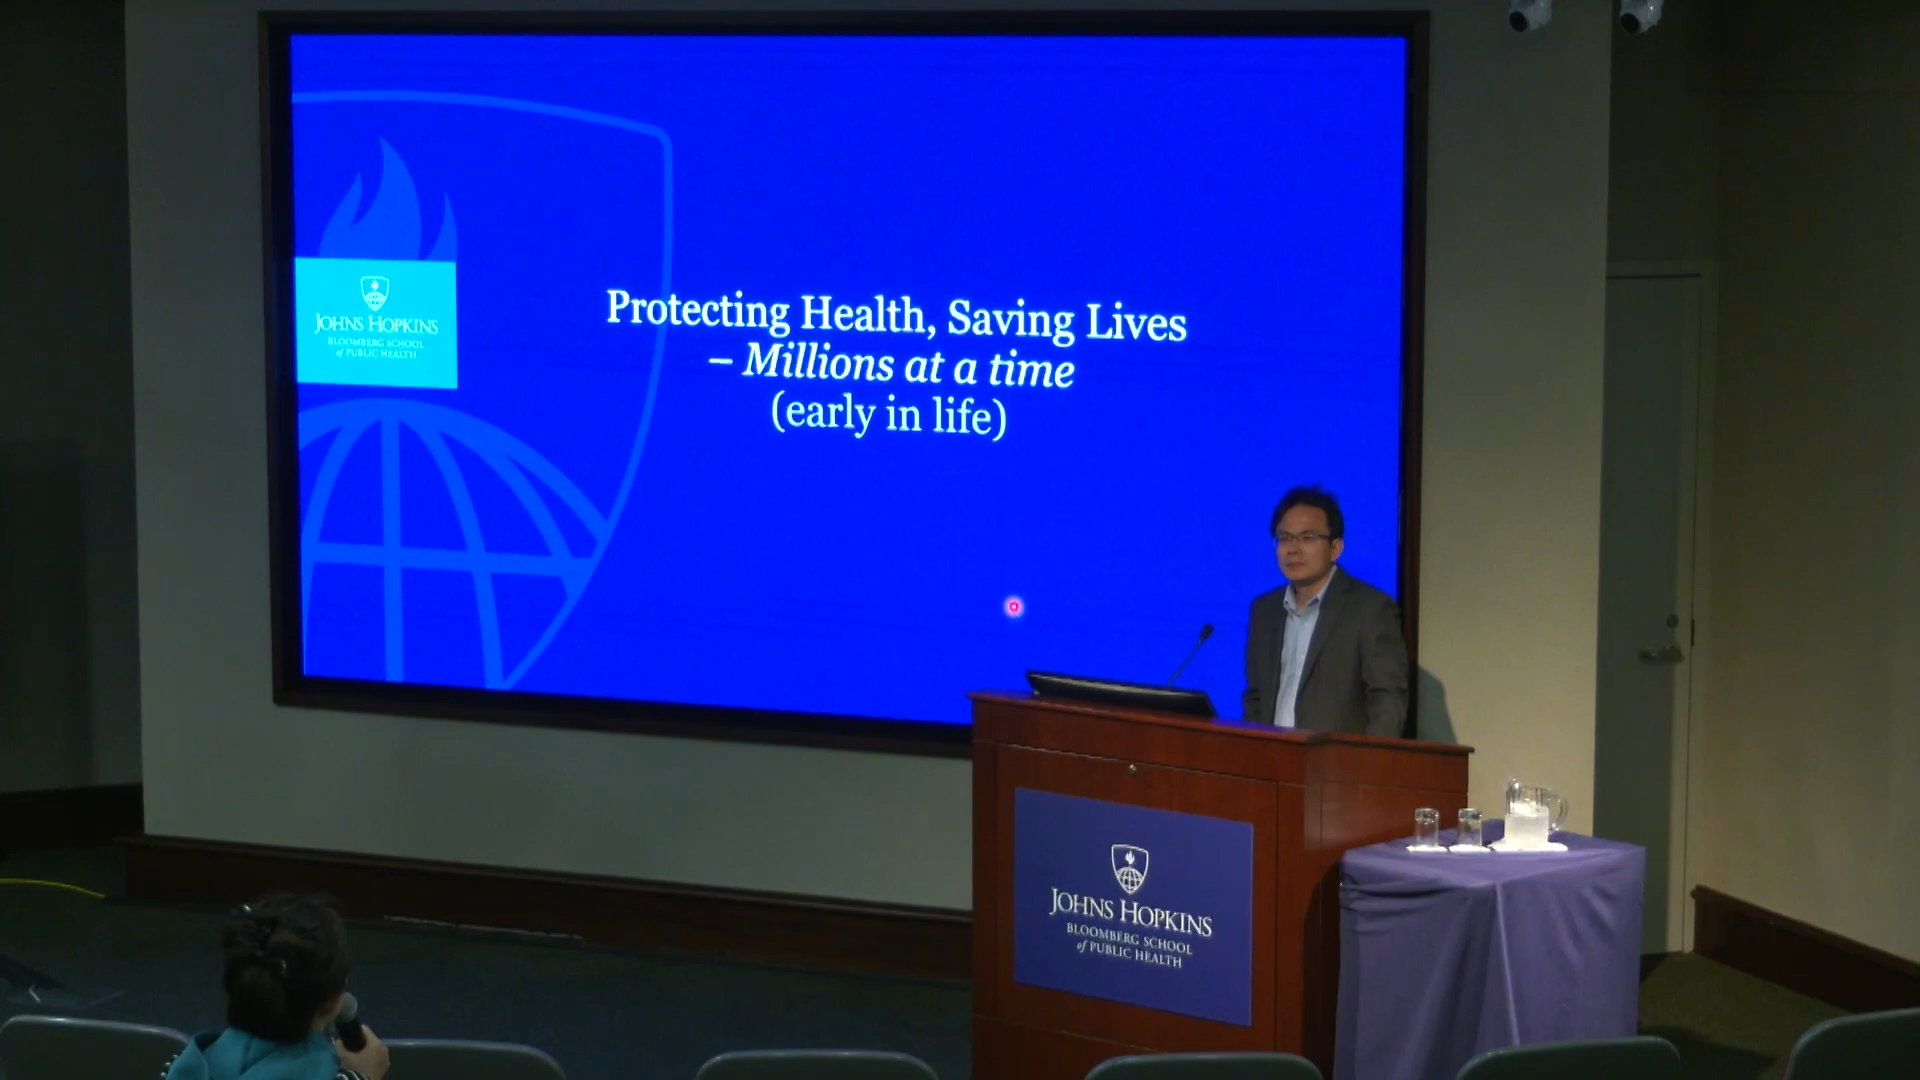 Protecting Health, Saving Lives
– Millions at a time
(early in life)
JOHNS HOPKINS
BLOOMBERG SCHOOL
of PUBLIC HEALTH
JOHNS HOPKINS
BLOOMBERG SCHOOL
of PUBLIC HEALTH